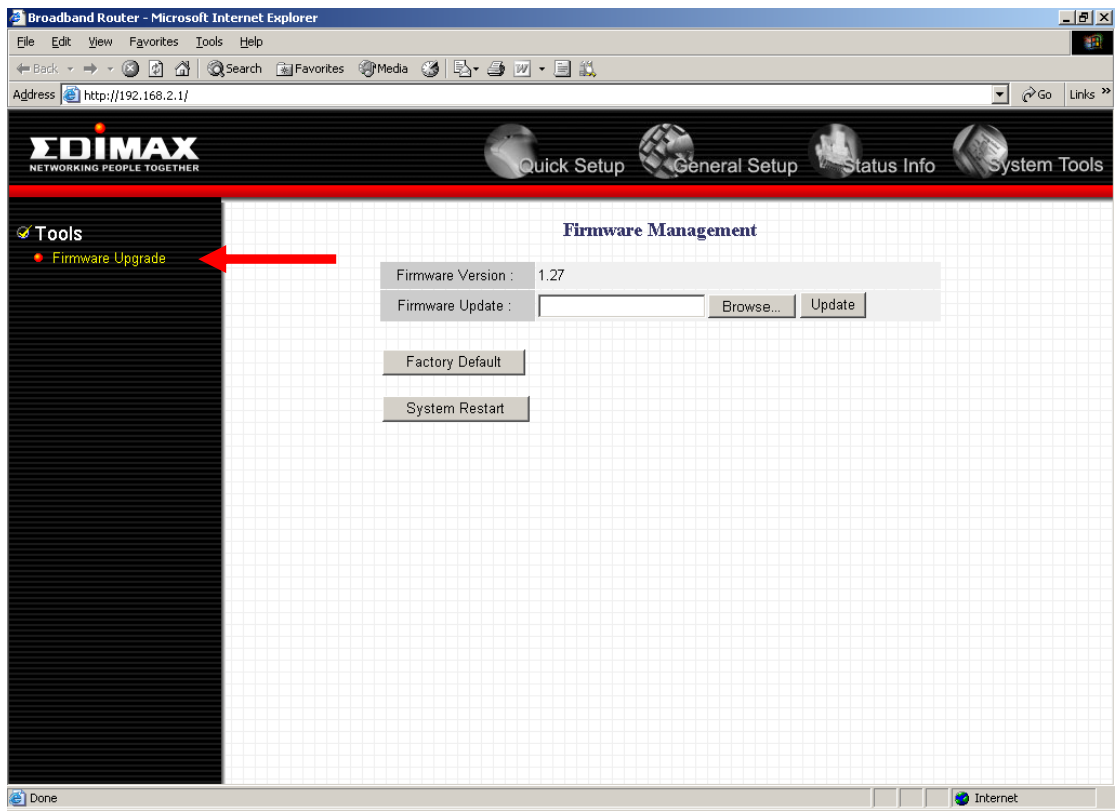 Broadband Router - Microsoft Internet Explorer
File Edit View Favorites Tools Help
Back Search Favorites Media
Address http://192.168.2.1/ Go Links »
EDIMAX
NETWORKING PEOPLE TOGETHER
Quick Setup General Setup Status Info System Tools
Tools
Firmware Upgrade
Firmware Management
Firmware Version : 1.27
Firmware Update : Browse... Update
Factory Default
System Restart
Done Internet